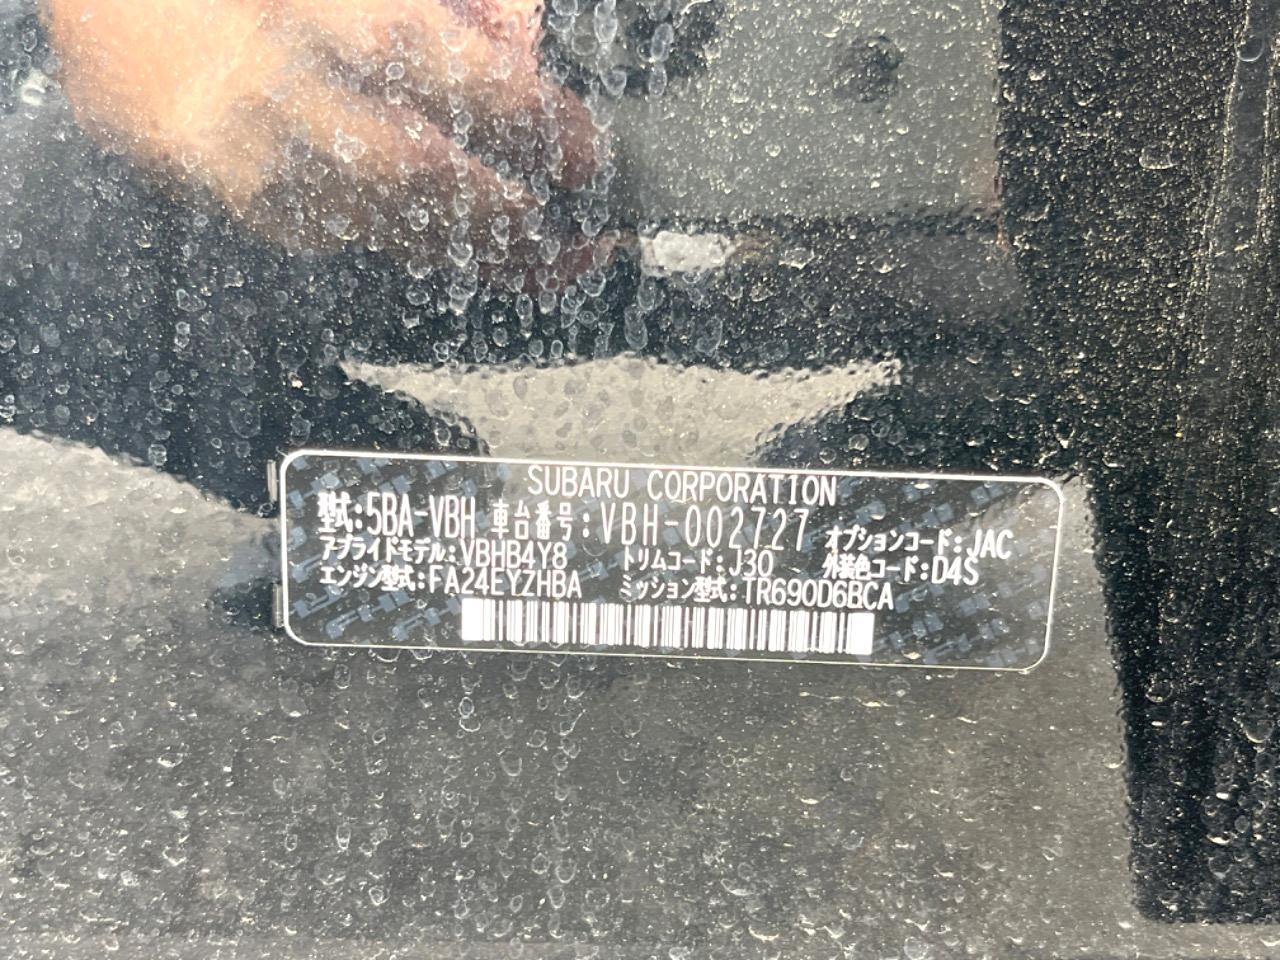 SUBARU CORPORATION
型式:5BA-VBH 車台番号:VBH-002727 オプションコード:JAC
アプライドモデル:VBHB4Y8 トリムコード:J30 外装色コード:D4S
エンジン型式:FA24EYZHBA ミッション型式:TR690D6BCA